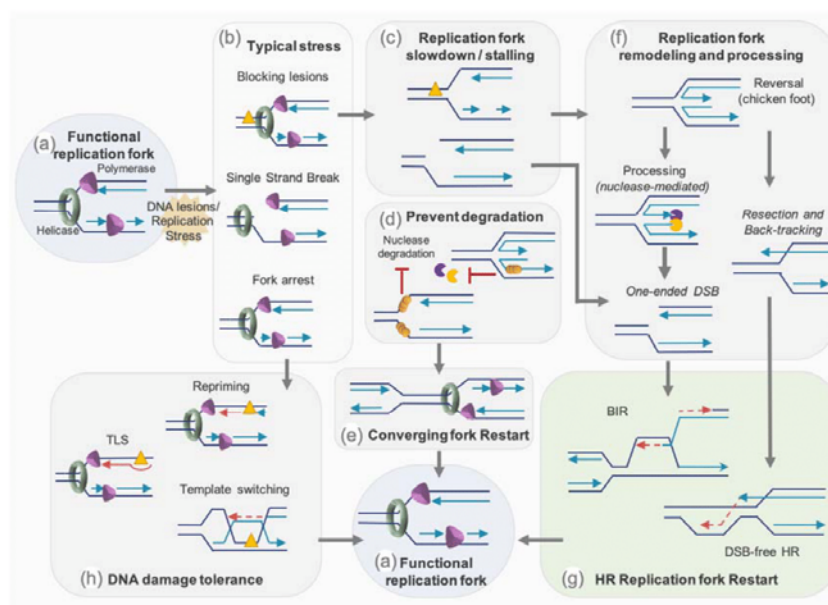 (a) Functional
replication fork
Polymerase
Helicase
DNA lesions/
Replication
Stress
(b) Typical stress
Blocking lesions
Single Strand Break
Fork arrest
(c) Replication fork
slowdown / stalling
(d) Prevent degradation
Nuclease
degradation
(e) Converging fork Restart
(f) Replication fork
remodeling and processing
Reversal
(chicken foot)
Processing
(nuclease-mediated)
Resection and
Back-tracking
One-ended DSB
BIR
DSB-free HR
(g) HR Replication fork Restart
Repriming
TLS
Template switching
(h) DNA damage tolerance
(a) Functional
replication fork